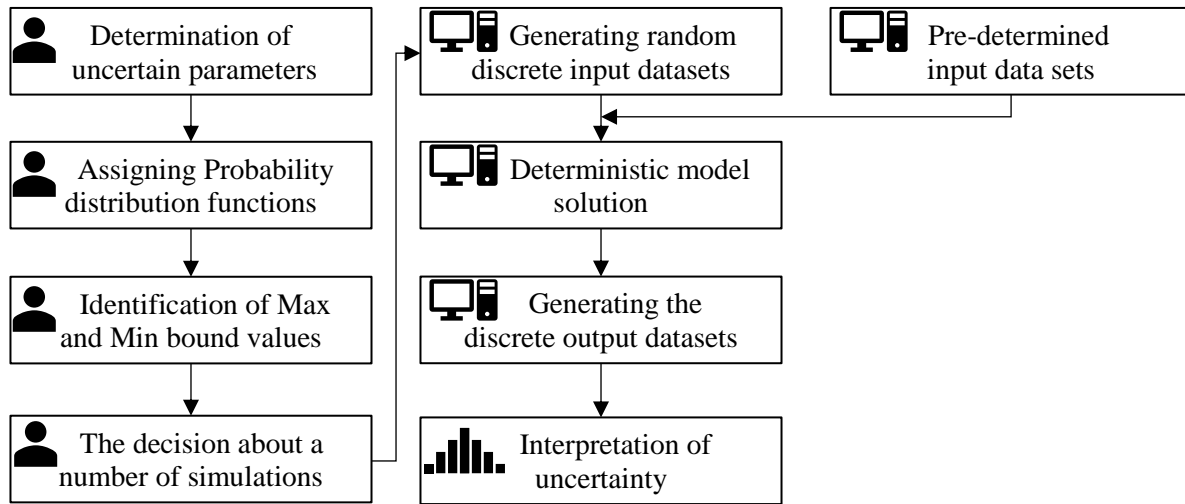 Determination of
uncertain parameters
Assigning Probability
distribution functions
Identification of Max
and Min bound values
The decision about a
number of simulations
Generating random
discrete input datasets
Deterministic model
solution
Generating the
discrete output datasets
Interpretation of
uncertainty
Pre-determined
input data sets